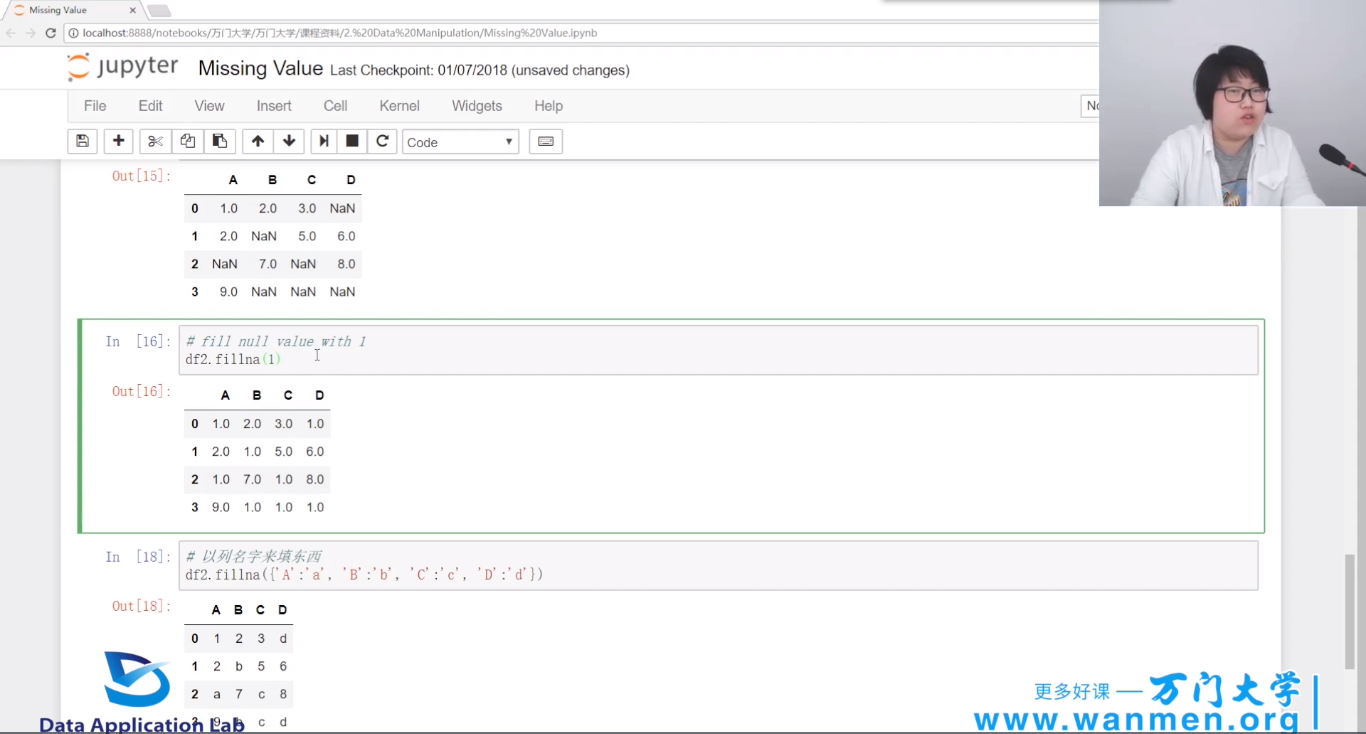 Missing Value
localhost:8888/notebooks/万门大学/万门大学/课程资料/2.%20Data%20Manipulation/Missing%20Value.ipynb
jupyter Missing Value Last Checkpoint: 01/07/2018 (unsaved changes)
File Edit View Insert Cell Kernel Widgets Help
Code
Out[15]:
A B C D
0 1.0 2.0 3.0 NaN
1 2.0 NaN 5.0 6.0
2 NaN 7.0 NaN 8.0
3 9.0 NaN NaN NaN
In [16]: # fill null value with 1
df2.fillna(1)
Out[16]:
A B C D
0 1.0 2.0 3.0 1.0
1 2.0 1.0 5.0 6.0
2 1.0 7.0 1.0 8.0
3 9.0 1.0 1.0 1.0
In [18]: # 以列名字来填东西
df2.fillna({'A':'a', 'B':'b', 'C':'c', 'D':'d'})
Out[18]:
A B C D
0 1 2 3 d
1 2 b 5 6
2 a 7 c 8
3 9 b c d
Data Application Lab
更多好课 — 万门大学
www.wanmen.org